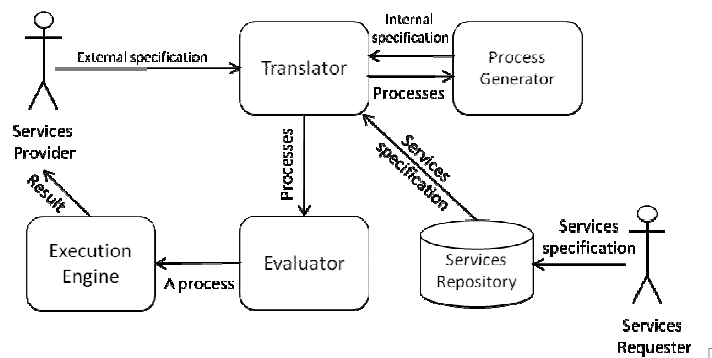 Internal
specification
External specification
Translator
Process
Generator
Processes
Services
Provider
Processes
Services
specification
Result
Execution
Engine
A process
Evaluator
Services
Repository
Services
specification
Services
Requester